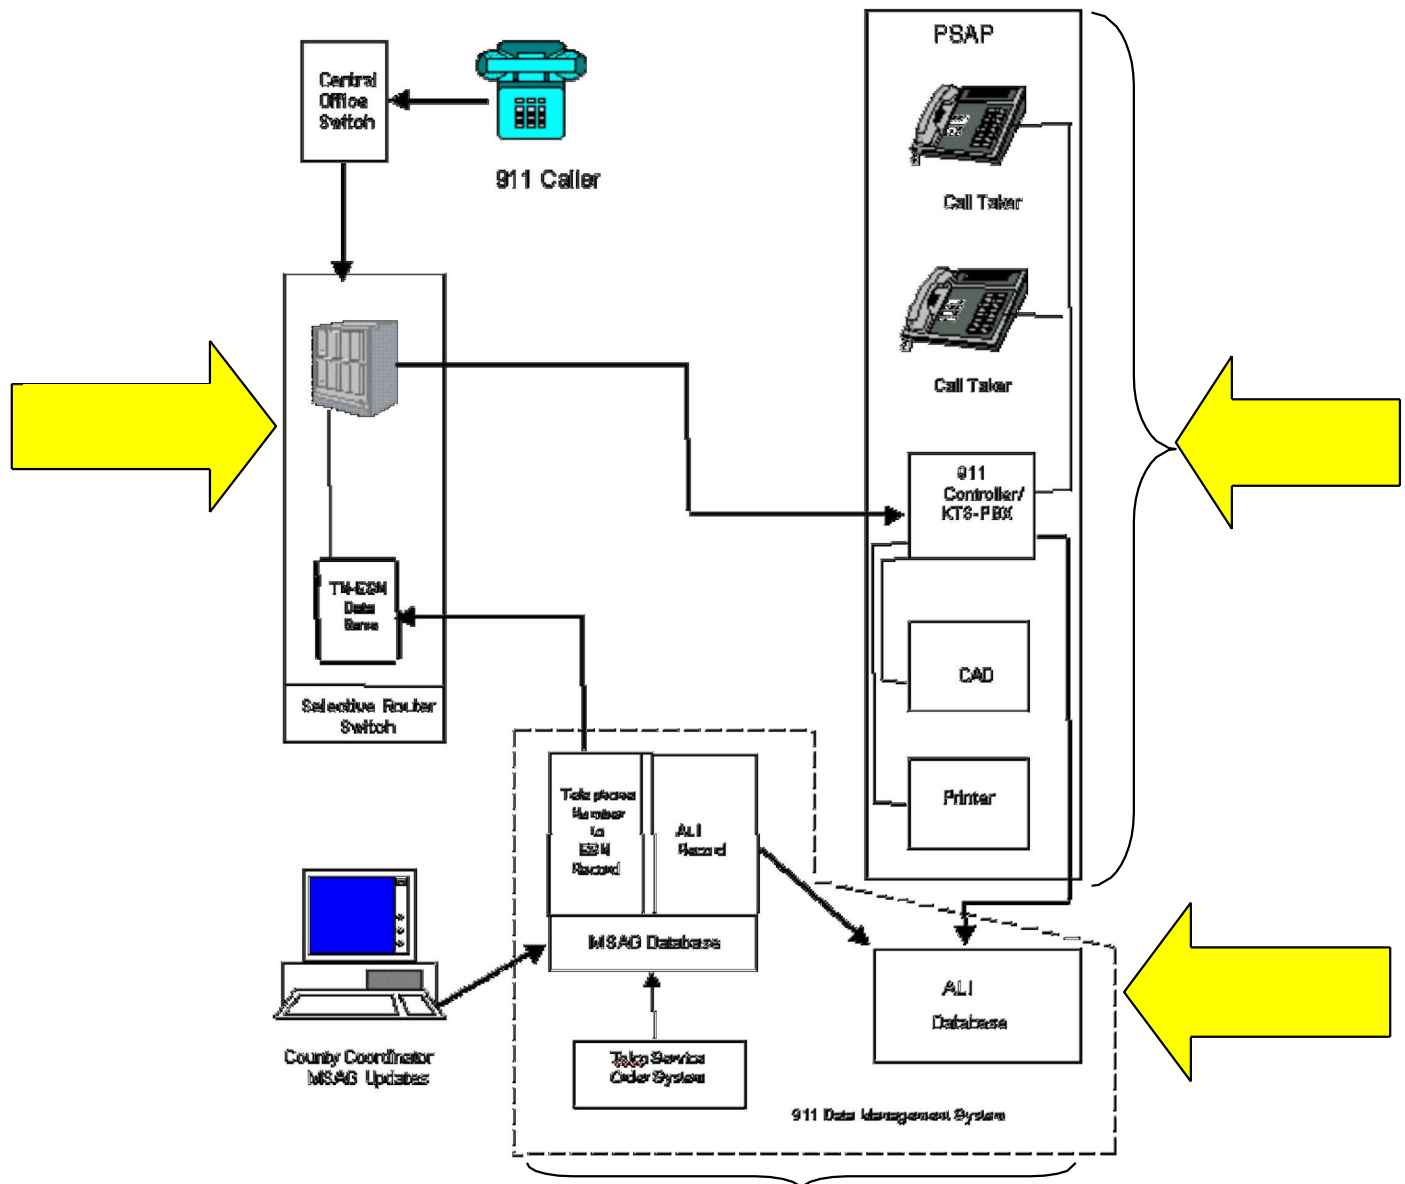 PSAP
Central
Office
Switch
911 Caller
Call Taker
Call Taker
911
Controller/
KTS-PBX
TN-ESN
Data
Base
CAD
Selective Router
Switch
Printer
Telephone
Number
to
ESN
Record
ALI
Record
MSAG Database
ALI
Database
County Coordinator
MSAG Updates
Telco Service
Order System
911 Data Management System